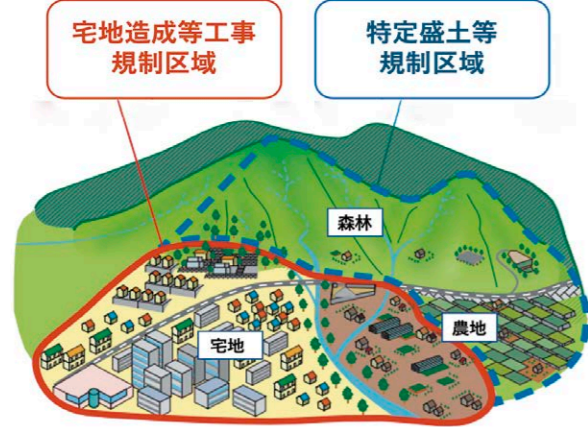 宅地造成等工事
規制区域
特定盛土等
規制区域
森林
宅地
農地